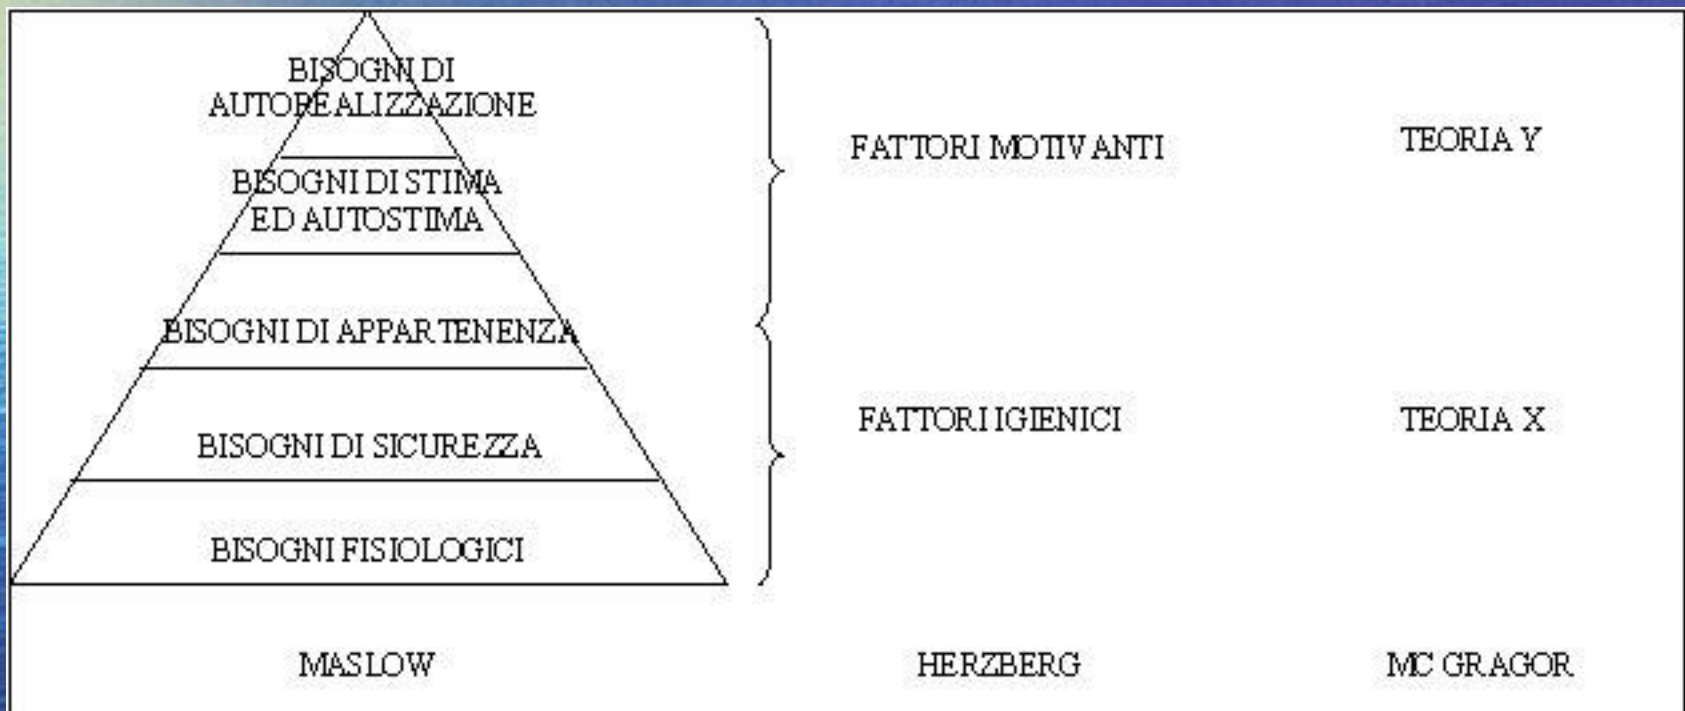 BISOGNI DI
AUTOREALIZZAZIONE
BISOGNI DI STIMA
ED AUTOSTIMA
BISOGNI DI APPARTENENZA
BISOGNI DI SICUREZZA
BISOGNI FISIOLOGICI
MASLOW
FATTORI MOTIVANTI
FATTORI IGIENICI
HERZBERG
TEORIA Y
TEORIA X
MC GRAGOR